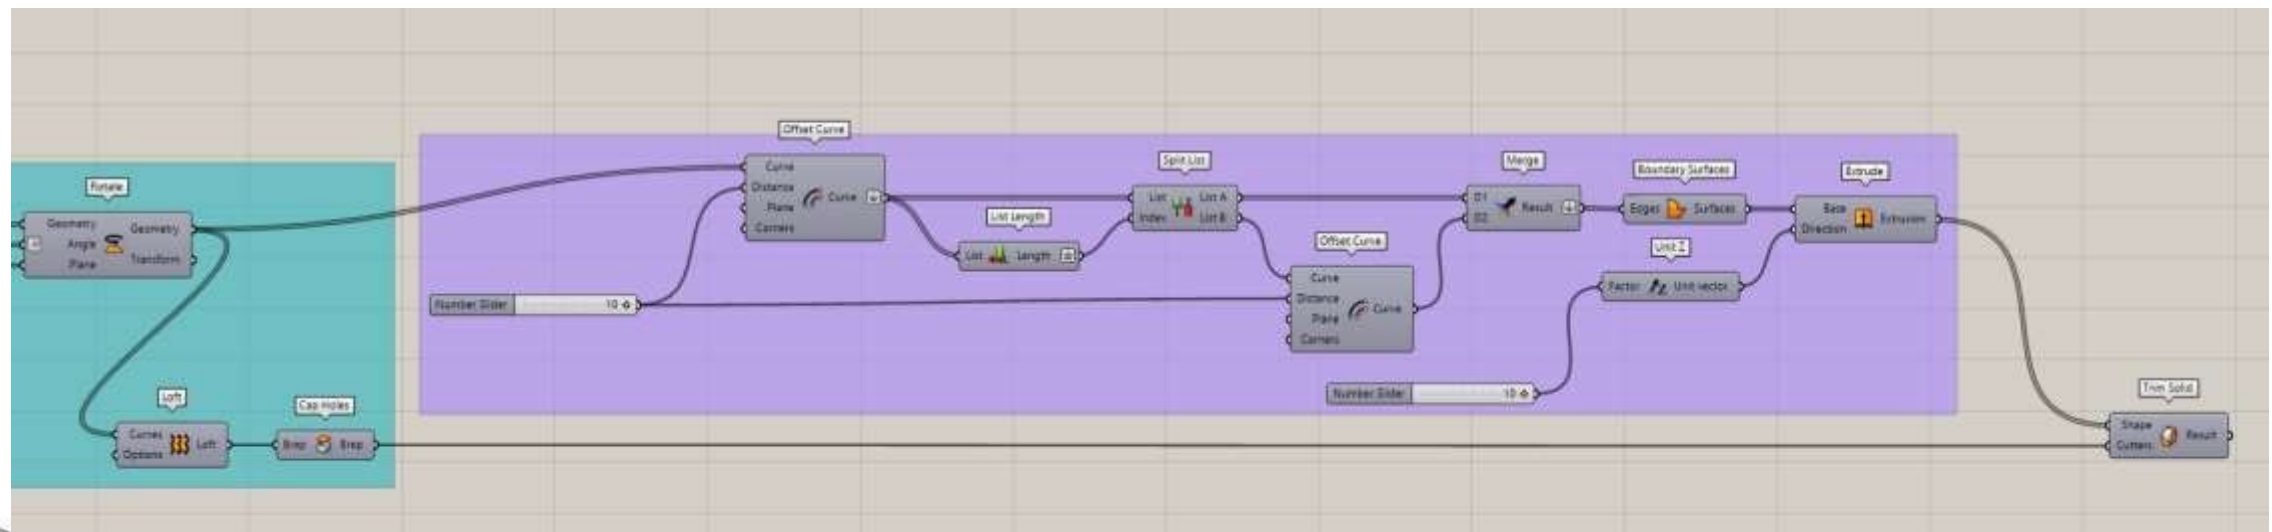 Rotate
Geometry
Angle
Plane
Geometry
Transform
Loft
Curves
Options
Loft
Cap Holes
Brep
Brep
Number Slider
10
Offset Curve
Curve
Distance
Plane
Corners
Curve
List Length
List
Length
Split List
List
Index
List A
List B
Offset Curve
Curve
Distance
Plane
Corners
Curve
Number Slider
10
Merge
D1
D2
Result
Boundary Surfaces
Edges
Surfaces
Unit Z
Factor
Unit vector
Extrude
Base
Direction
Extrusion
Trim Solid
Shape
Cutters
Result